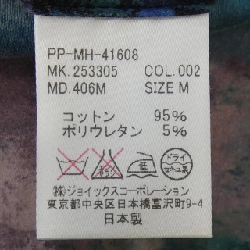 PP-MH-41608
MK.253305 COL.002
MD.406M SIZE M
コットン 95%
ポリウレタン 5%
ドライ
㈱ジョイックスコーポレーション
東京都中央区日本橋富沢町9-4
日本製